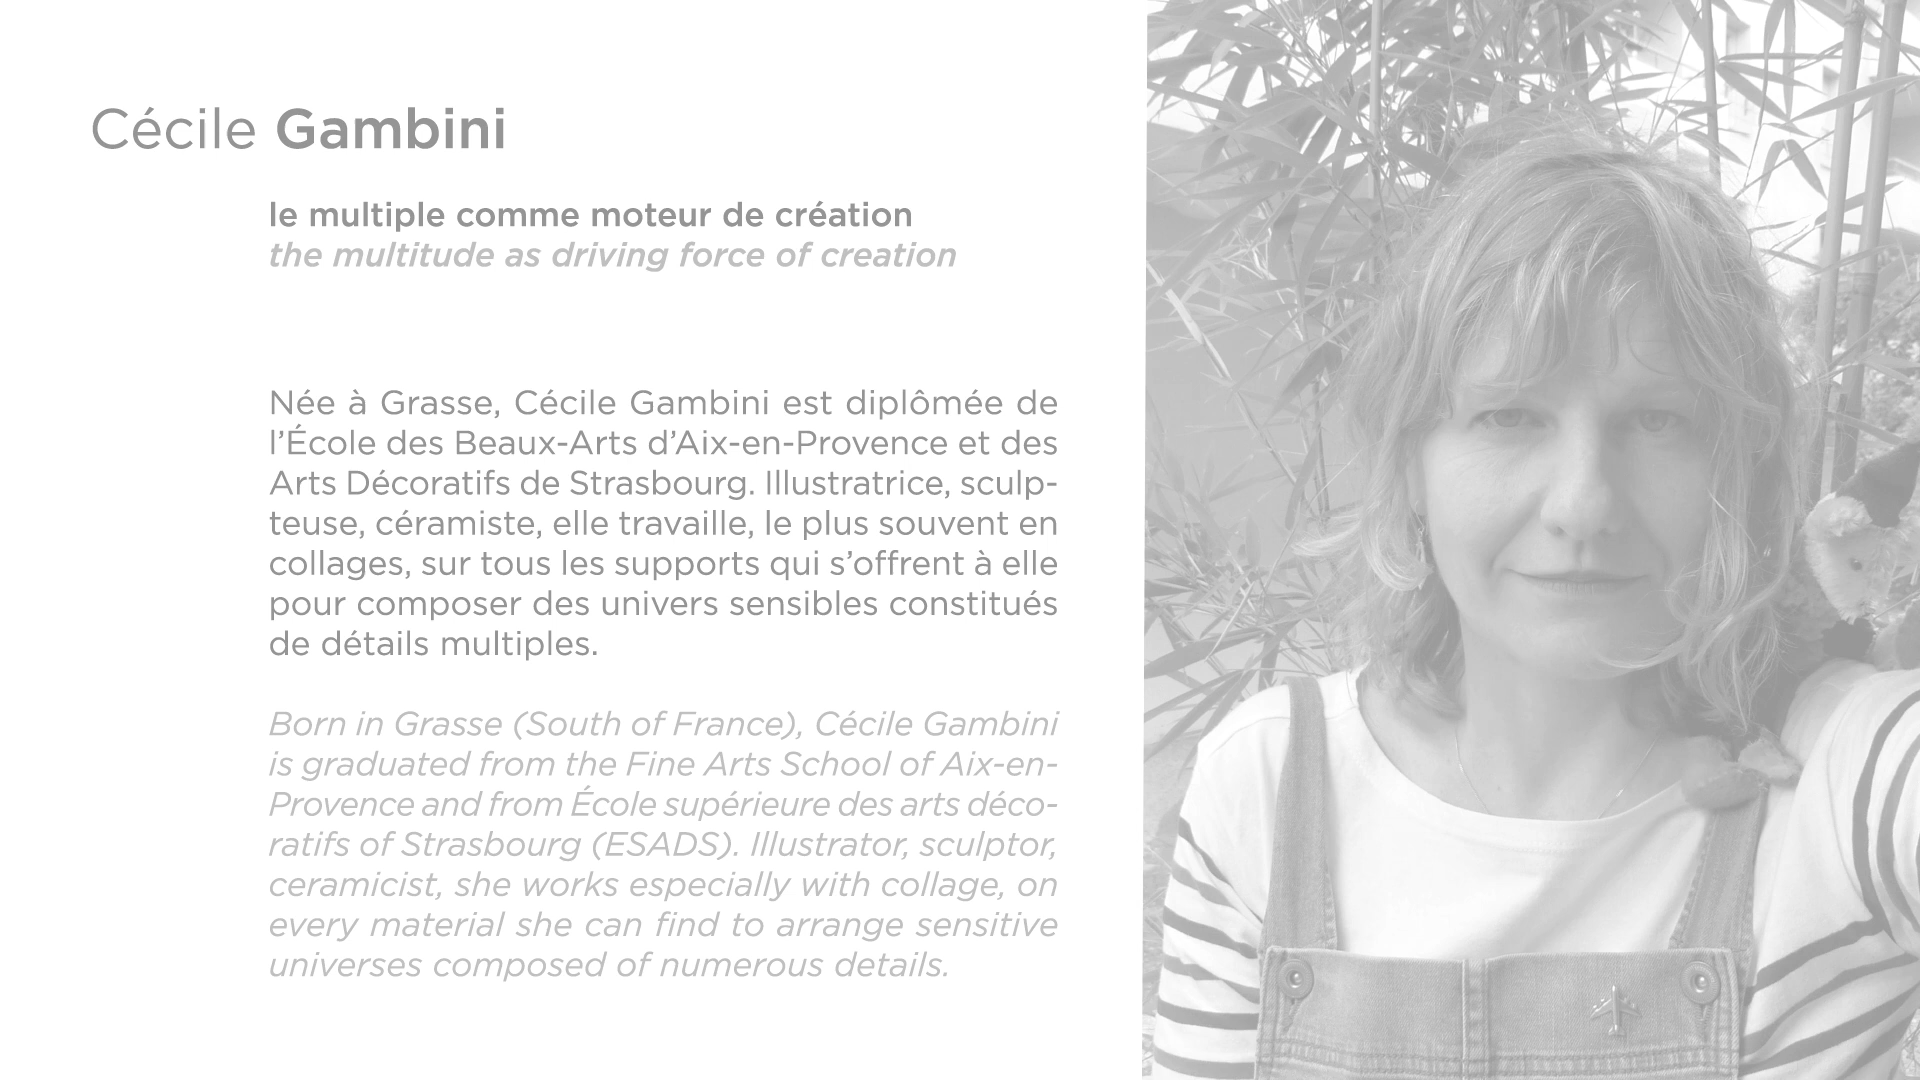 Cécile Gambini
le multiple comme moteur de création
the multitude as driving force of creation
Née à Grasse, Cécile Gambini est diplômée de
l’École des Beaux-Arts d’Aix-en-Provence et des
Arts Décoratifs de Strasbourg. Illustratrice, sculp-
teuse, céramiste, elle travaille, le plus souvent en
collages, sur tous les supports qui s’offrent à elle
pour composer des univers sensibles constitués
de détails multiples.
Born in Grasse (South of France), Cécile Gambini
is graduated from the Fine Arts School of Aix-en-
Provence and from École supérieure des arts déco-
ratifs of Strasbourg (ESADS). Illustrator, sculptor,
ceramicist, she works especially with collage, on
every material she can find to arrange sensitive
universes composed of numerous details.